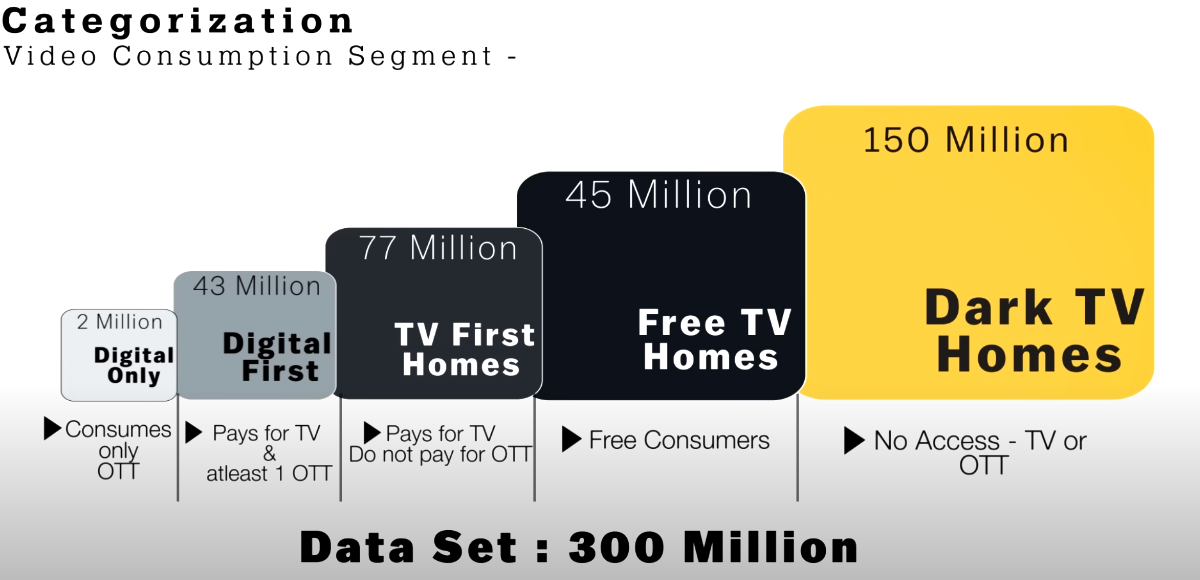 Categorization
Video Consumption Segment -
2 Million
Digital
Only
43 Million
Digital
First
77 Million
TV First
Homes
45 Million
Free TV
Homes
150 Million
Dark TV
Homes
Consumes
only
OTT
Pays for TV
&
atleast 1 OTT
Pays for TV
Do not pay for OTT
Free Consumers
No Access - TV or
OTT
Data Set : 300 Million